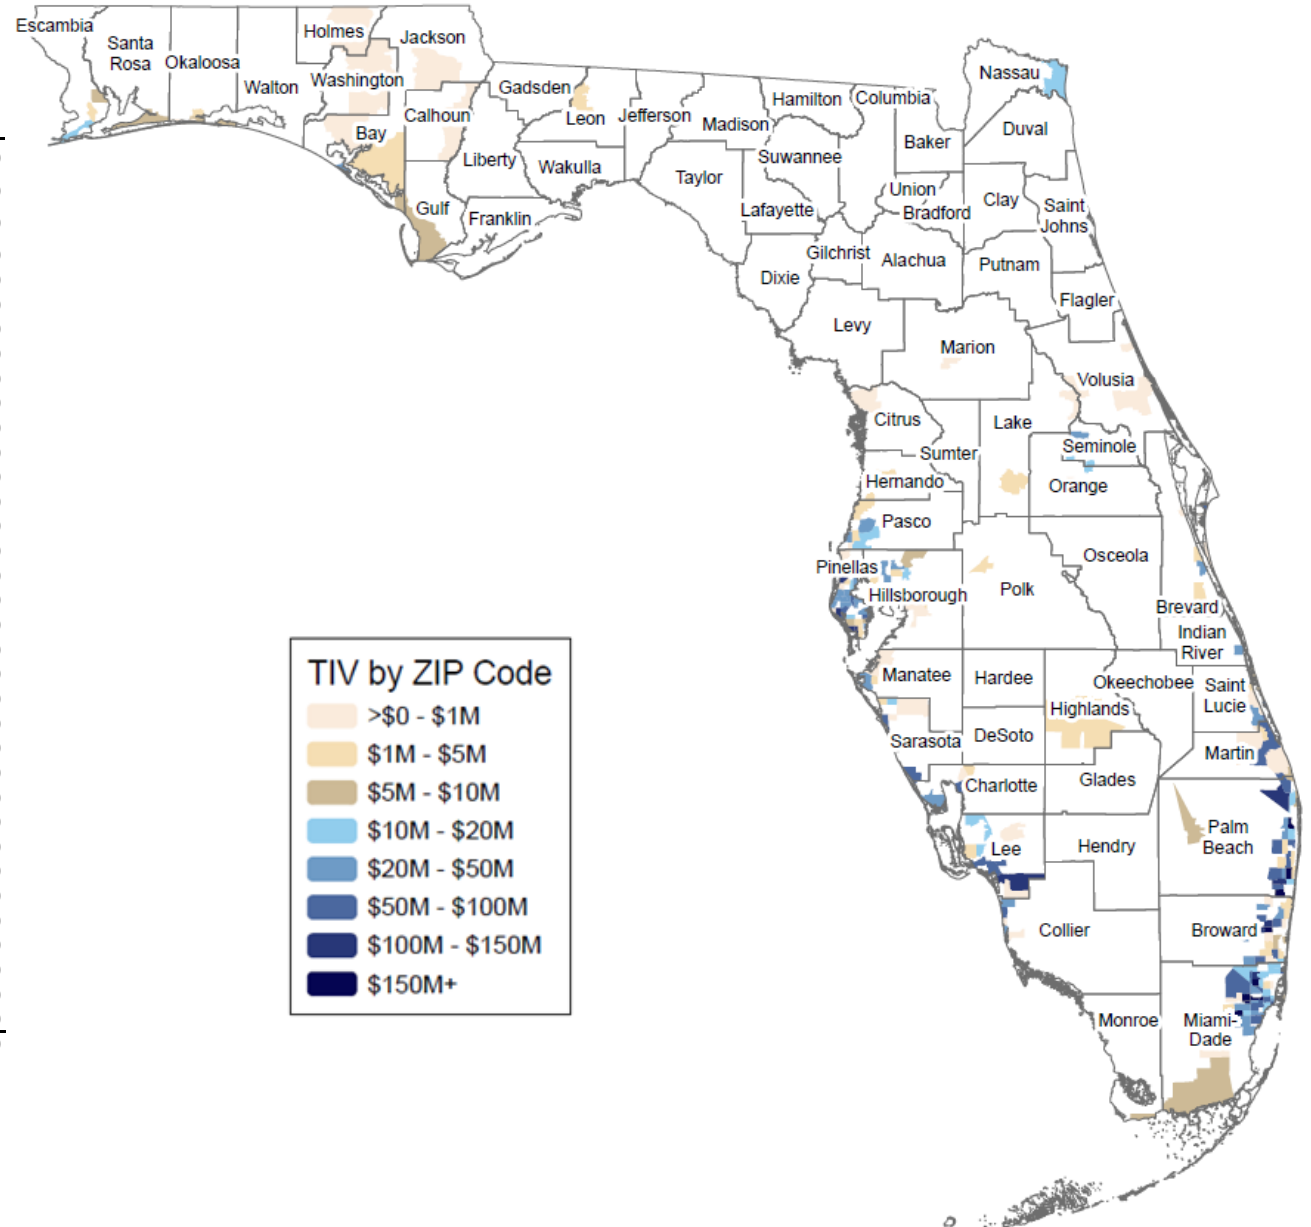 Escambia
Santa
Rosa
Okaloosa
Walton
Holmes
Washington
Jackson
Bay
Calhoun
Gulf
Liberty
Franklin
Gadsden
Leon
Wakulla
Jefferson
Madison
Taylor
Hamilton
Suwannee
Lafayette
Dixie
Columbia
Baker
Union
Bradford
Gilchrist
Alachua
Levy
Nassau
Duval
Clay
Saint
Johns
Putnam
Flagler
Marion
Volusia
Citrus
Sumter
Lake
Seminole
Orange
Hernando
Pasco
Pinellas
Hillsborough
Polk
Osceola
Brevard
Indian
River
Manatee
Hardee
Okeechobee
Saint
Lucie
Highlands
Sarasota
DeSoto
Martin
Charlotte
Glades
Lee
Hendry
Palm
Beach
Collier
Broward
Monroe
Miami-
Dade
TIV by ZIP Code
>$0 - $1M
$1M - $5M
$5M - $10M
$10M - $20M
$20M - $50M
$50M - $100M
$100M - $150M
$150M+